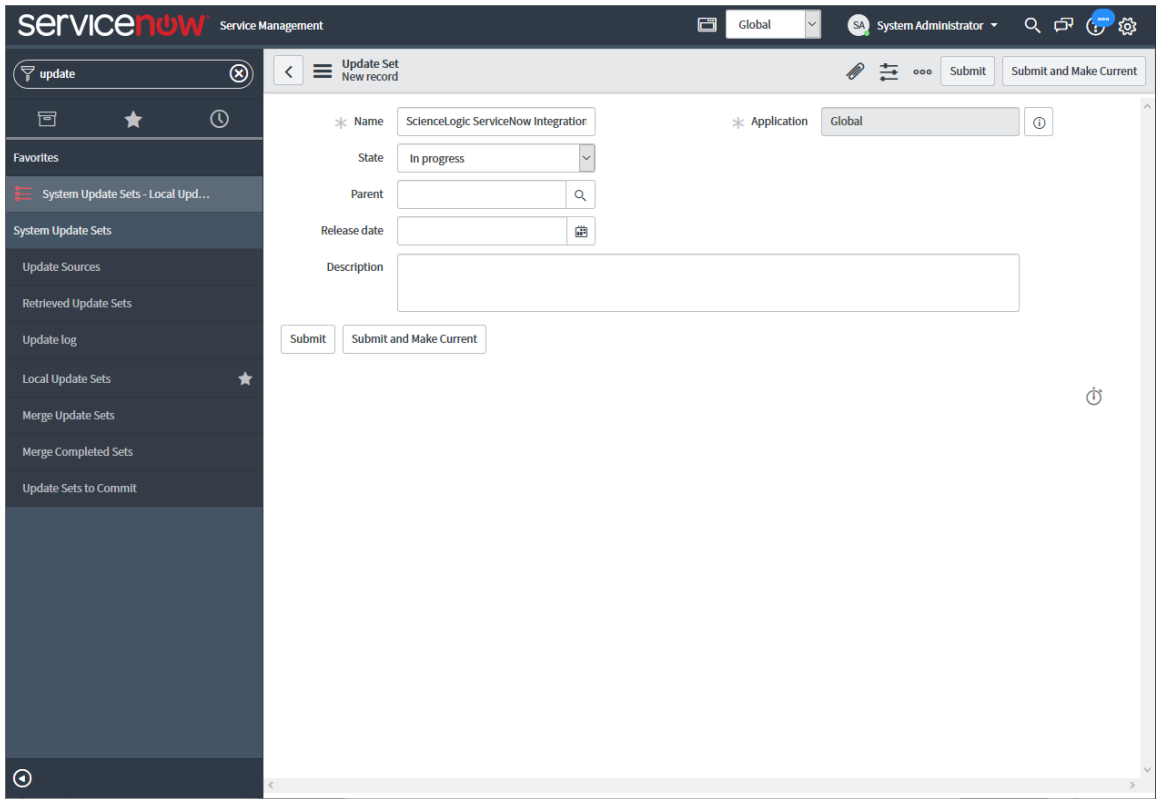 servicenow Service Management
Global
SA System Administrator
update
Update Set
New record
Submit
Submit and Make Current
Favorites
System Update Sets - Local Upd...
System Update Sets
Update Sources
Retrieved Update Sets
Update log
Local Update Sets
Merge Update Sets
Merge Completed Sets
Update Sets to Commit
Name
ScienceLogic ServiceNow Integration
Application
Global
State
In progress
Parent
Release date
Description
Submit
Submit and Make Current